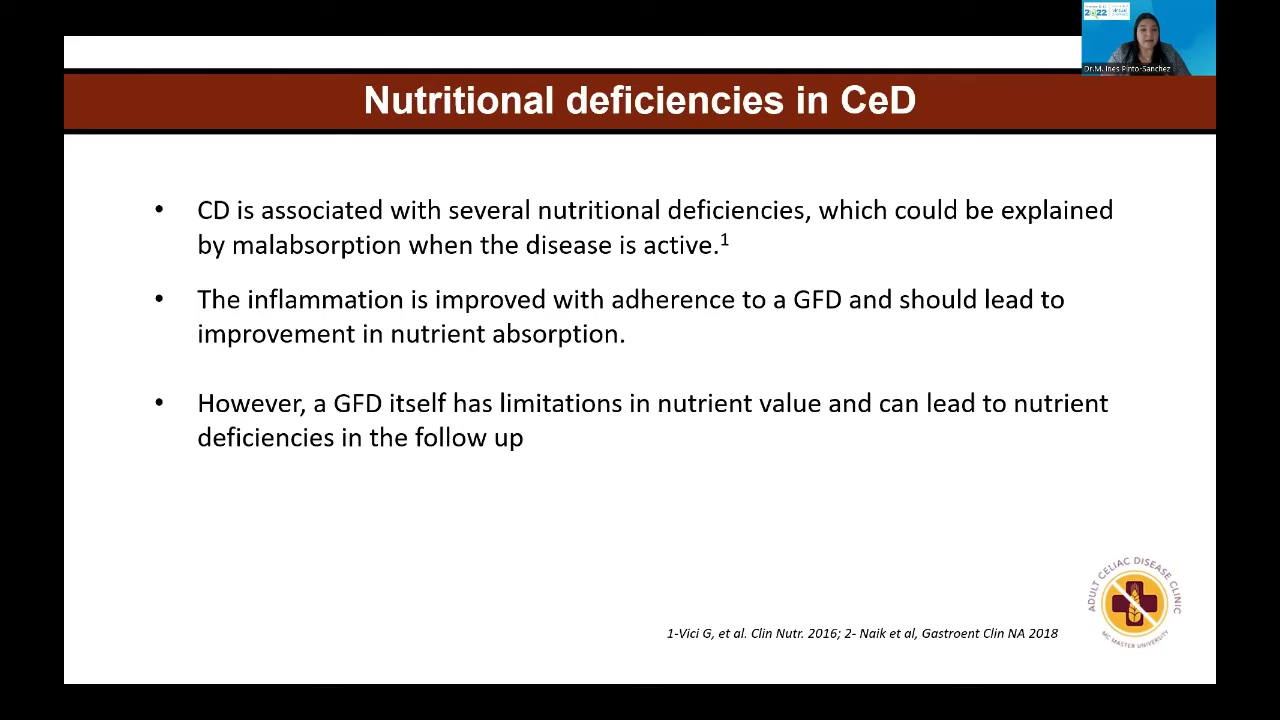 2022
Dr.M. Ines Pinto-Sanchez
Nutritional deficiencies in CeD
• CD is associated with several nutritional deficiencies, which could be explained
by malabsorption when the disease is active.1
• The inflammation is improved with adherence to a GFD and should lead to
improvement in nutrient absorption.
• However, a GFD itself has limitations in nutrient value and can lead to nutrient
deficiencies in the follow up
ADULT CELIAC DISEASE CLINIC
MC MASTER UNIVERSITY
1-Vici G, et al. Clin Nutr. 2016; 2- Naik et al, Gastroent Clin NA 2018